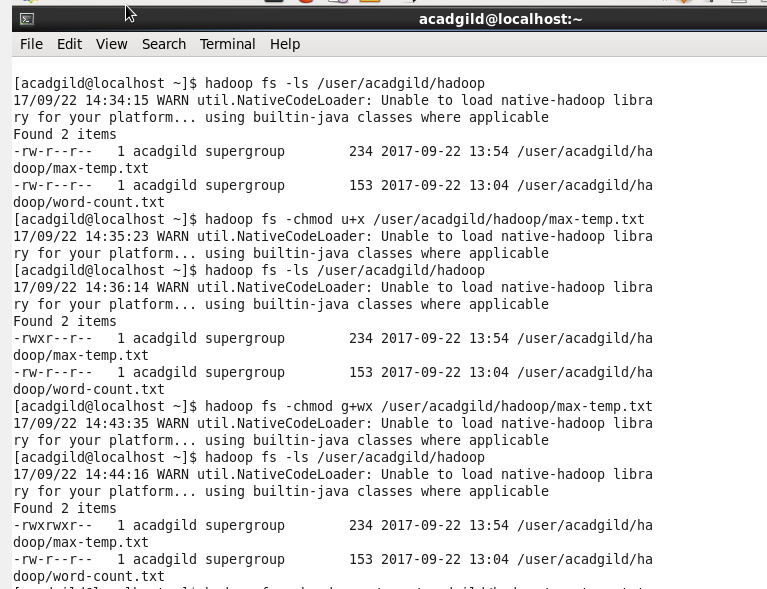 acadgild@localhost:~
File Edit View Search Terminal Help
[acadgild@localhost ~]$ hadoop fs -ls /user/acadgild/hadoop
17/09/22 14:34:15 WARN util.NativeCodeLoader: Unable to load native-hadoop libra
ry for your platform... using builtin-java classes where applicable
Found 2 items
-rw-r--r--   1 acadgild supergroup        234 2017-09-22 13:54 /user/acadgild/ha
doop/max-temp.txt
-rw-r--r--   1 acadgild supergroup        153 2017-09-22 13:04 /user/acadgild/ha
doop/word-count.txt
[acadgild@localhost ~]$ hadoop fs -chmod u+x /user/acadgild/hadoop/max-temp.txt
17/09/22 14:35:23 WARN util.NativeCodeLoader: Unable to load native-hadoop libra
ry for your platform... using builtin-java classes where applicable
[acadgild@localhost ~]$ hadoop fs -ls /user/acadgild/hadoop
17/09/22 14:36:14 WARN util.NativeCodeLoader: Unable to load native-hadoop libra
ry for your platform... using builtin-java classes where applicable
Found 2 items
-rwxr--r--   1 acadgild supergroup        234 2017-09-22 13:54 /user/acadgild/ha
doop/max-temp.txt
-rw-r--r--   1 acadgild supergroup        153 2017-09-22 13:04 /user/acadgild/ha
doop/word-count.txt
[acadgild@localhost ~]$ hadoop fs -chmod g+wx /user/acadgild/hadoop/max-temp.txt
17/09/22 14:43:35 WARN util.NativeCodeLoader: Unable to load native-hadoop libra
ry for your platform... using builtin-java classes where applicable
[acadgild@localhost ~]$ hadoop fs -ls /user/acadgild/hadoop
17/09/22 14:44:16 WARN util.NativeCodeLoader: Unable to load native-hadoop libra
ry for your platform... using builtin-java classes where applicable
Found 2 items
-rwxrwxr--   1 acadgild supergroup        234 2017-09-22 13:54 /user/acadgild/ha
doop/max-temp.txt
-rw-r--r--   1 acadgild supergroup        153 2017-09-22 13:04 /user/acadgild/ha
doop/word-count.txt